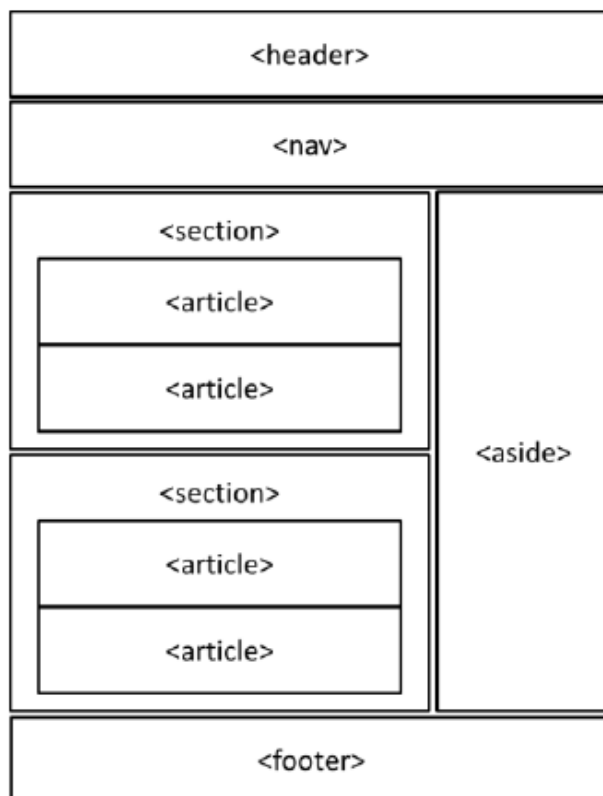 <header>
<nav>
<section>
<article>
<article>
<aside>
<section>
<article>
<article>
<footer>